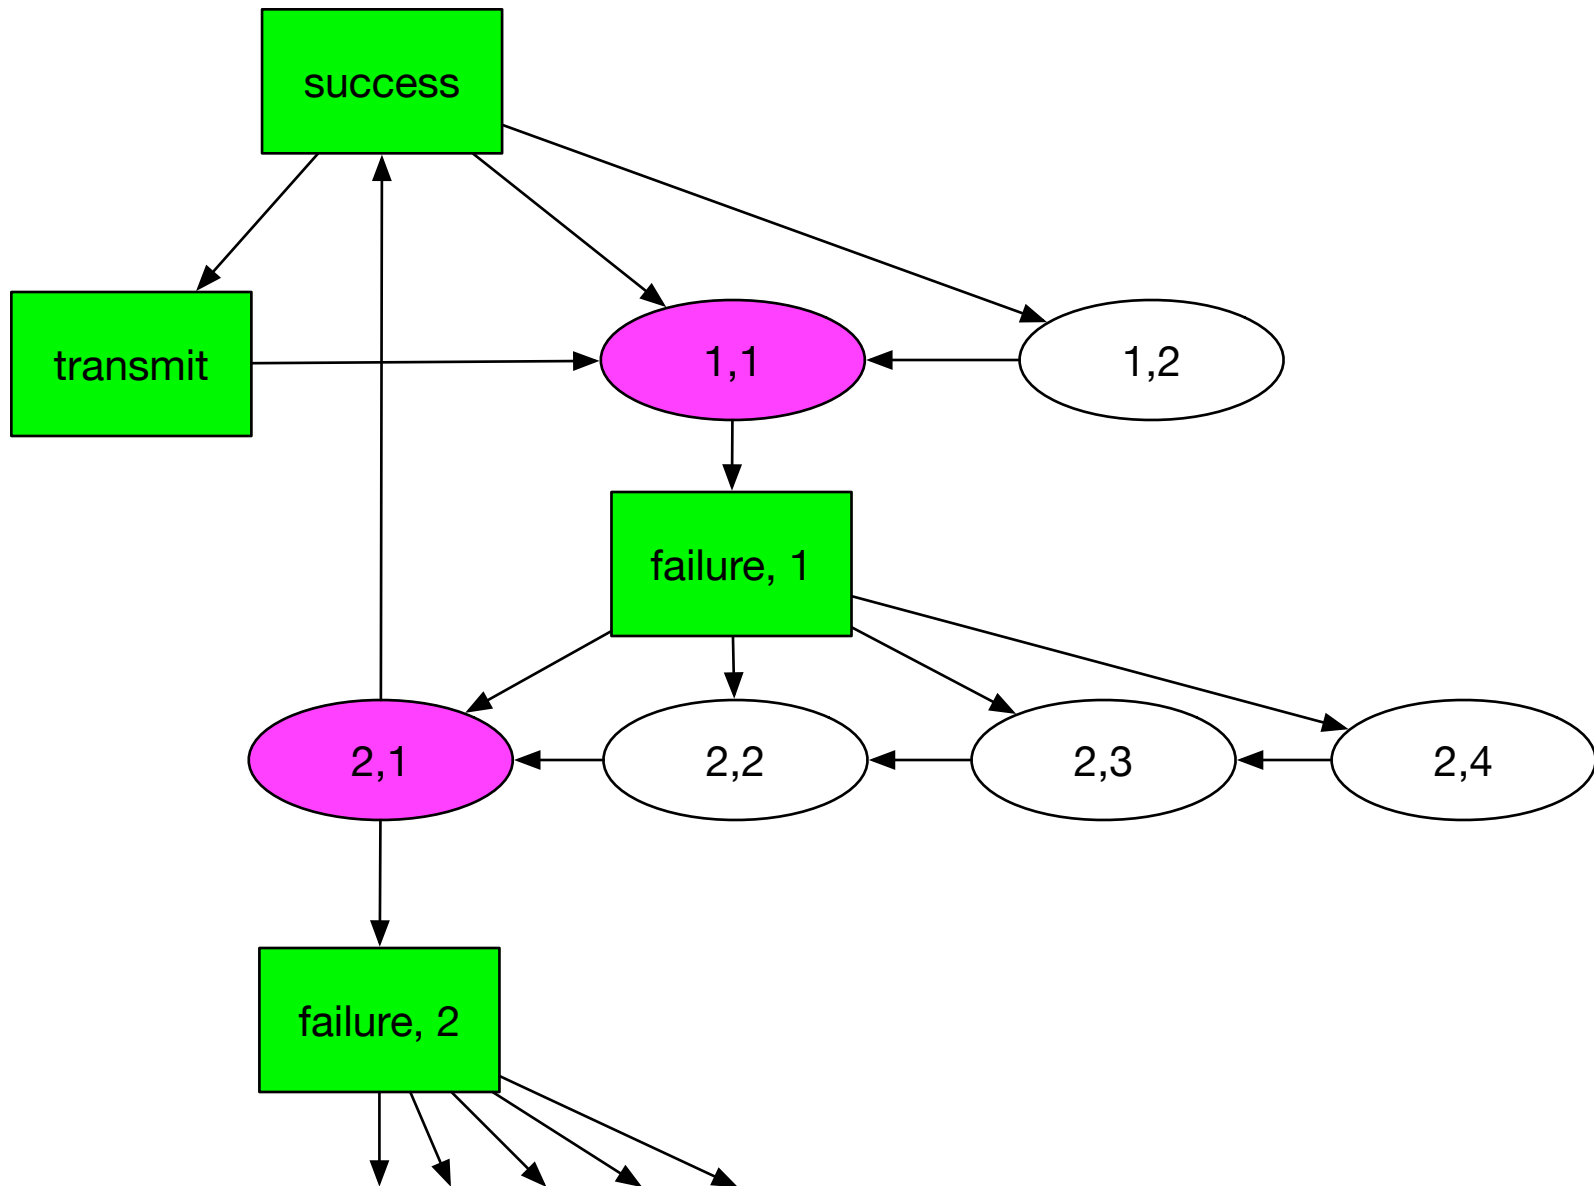 success
transmit
1,1
1,2
failure, 1
2,1
2,2
2,3
2,4
failure, 2